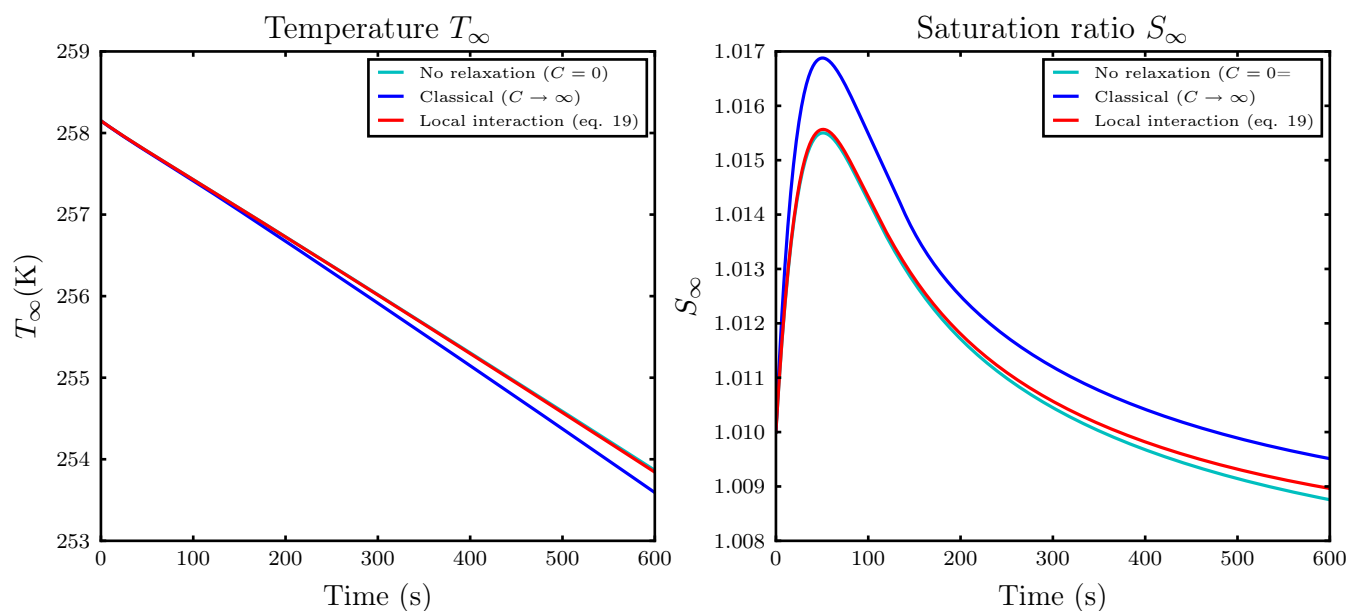 Temperature T∞
259
258
257
256
255
254
253
T∞(K)
No relaxation (C = 0)
Classical (C → ∞)
Local interaction (eq. 19)
0
100
200
300
400
500
600
Time (s)
Saturation ratio S∞
1.017
1.016
1.015
1.014
1.013
1.012
1.011
1.010
1.009
1.008
S∞
No relaxation (C = 0=
Classical (C → ∞)
Local interaction (eq. 19)
0
100
200
300
400
500
600
Time (s)